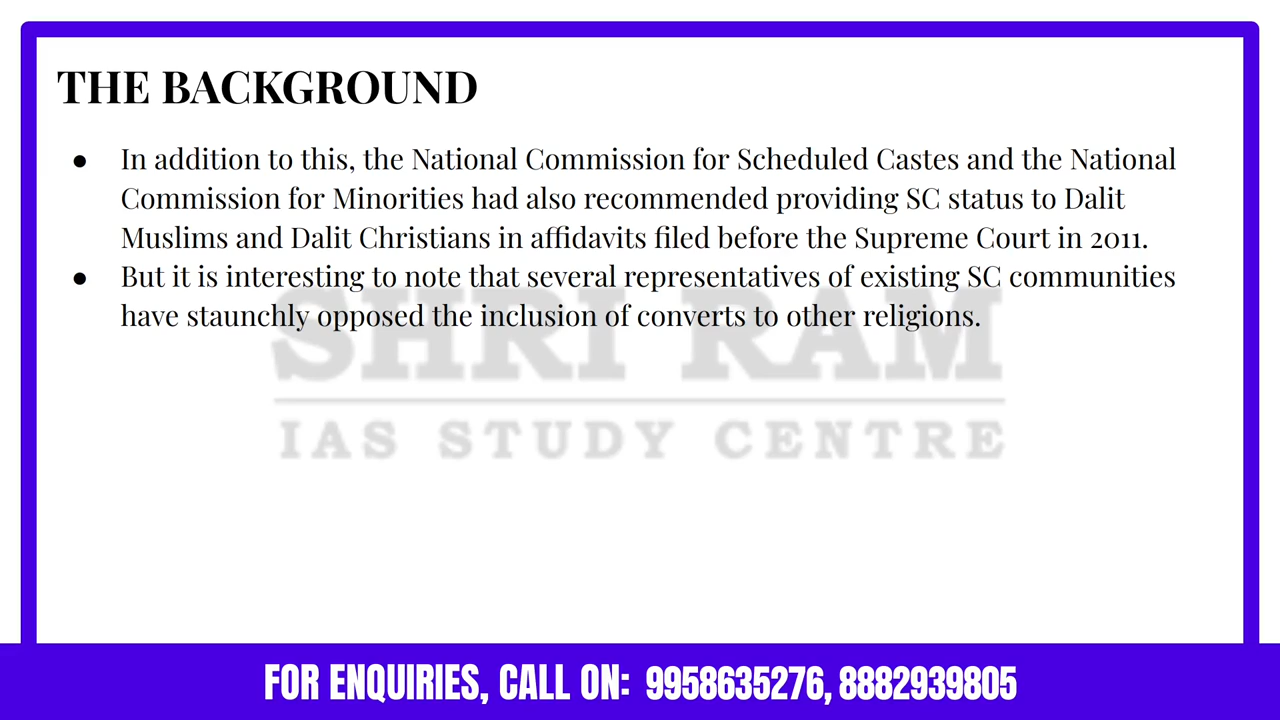 THE BACKGROUND
● In addition to this, the National Commission for Scheduled Castes and the National
Commission for Minorities had also recommended providing SC status to Dalit
Muslims and Dalit Christians in affidavits filed before the Supreme Court in 2011.
● But it is interesting to note that several representatives of existing SC communities
have staunchly opposed the inclusion of converts to other religions.
SHRI RAM
IAS STUDY CENTRE
FOR ENQUIRIES, CALL ON: 9958635276, 8882939805